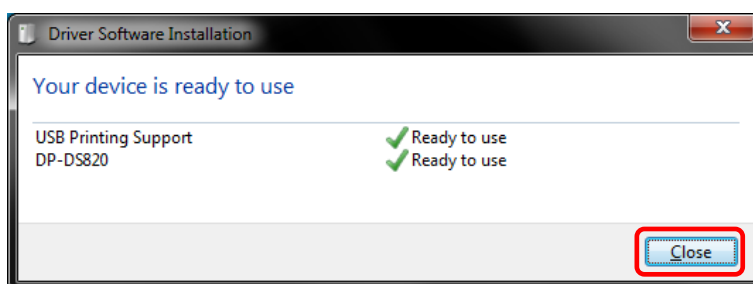 Driver Software Installation
Your device is ready to use
USB Printing Support Ready to use
DP-DS820 Ready to use
Close